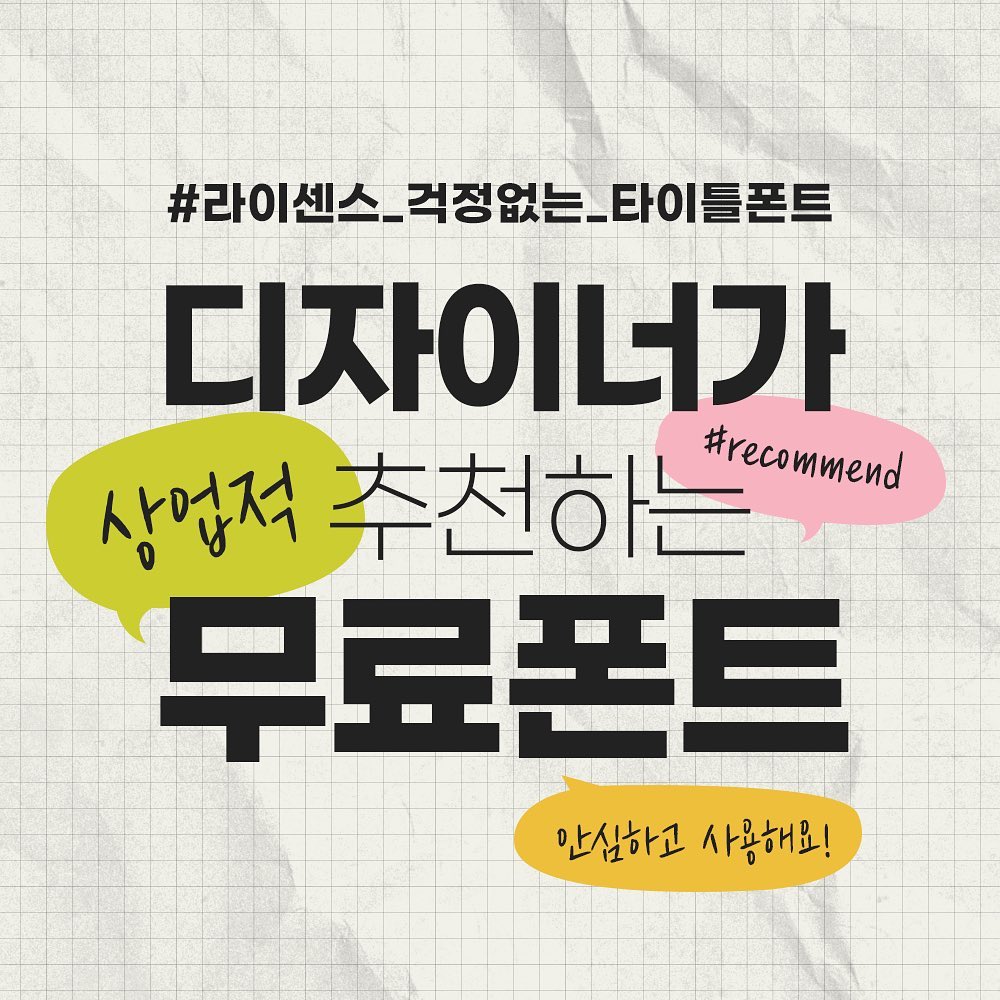 #라이센스_걱정없는_타이틀폰트
디자이너가
#recommend
상업적
추천하는
무료폰트
안심하고 사용해요!